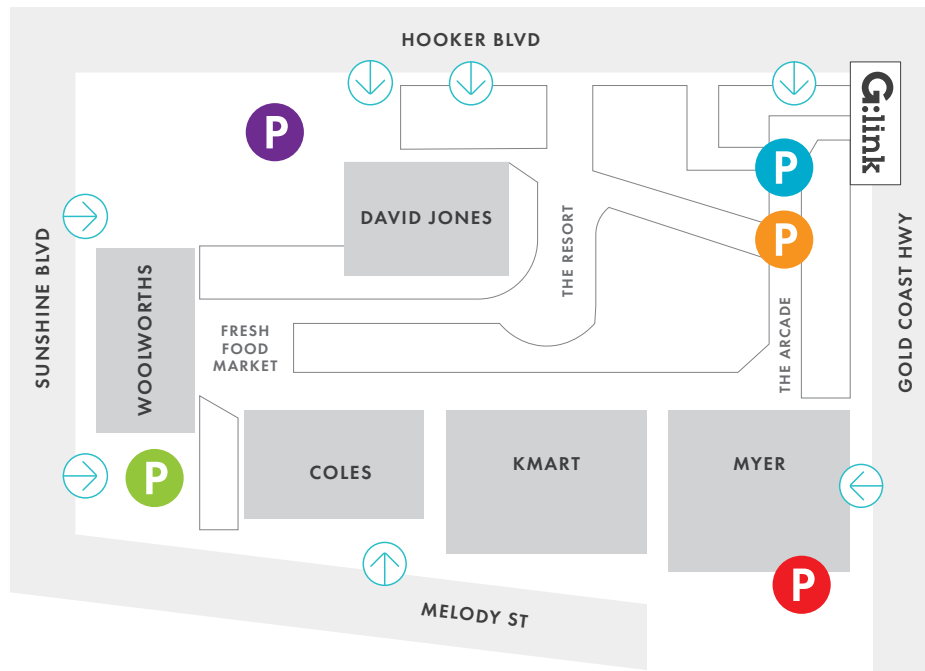 HOOKER BLVD
G:link
P
P
DAVID JONES
SUNSHINE BLVD
P
THE RESORT
GOLD COAST HWY
WOOLWORTHS
FRESH
FOOD
MARKET
THE ARCADE
COLES
KMART
MYER
P
P
MELODY ST